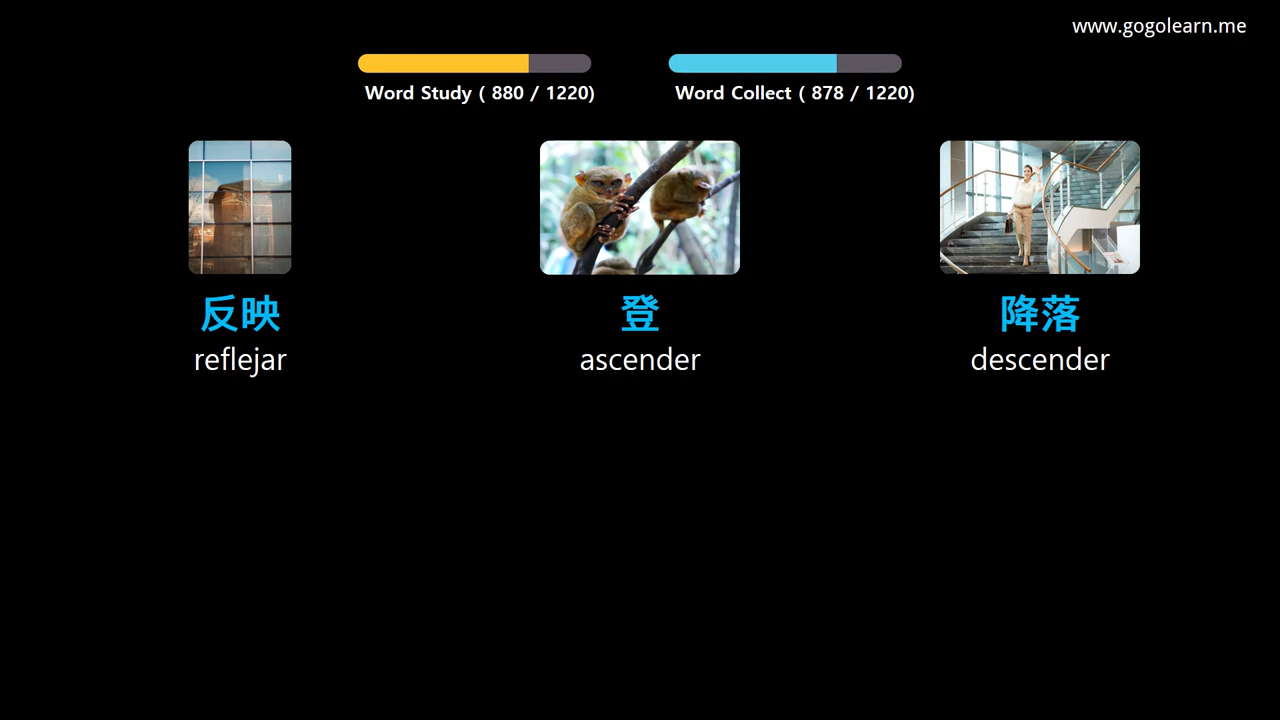 www.gogolearn.me
Word Study ( 880 / 1220)
Word Collect ( 878 / 1220)
反映
登
降落
reflejar
ascender
descender